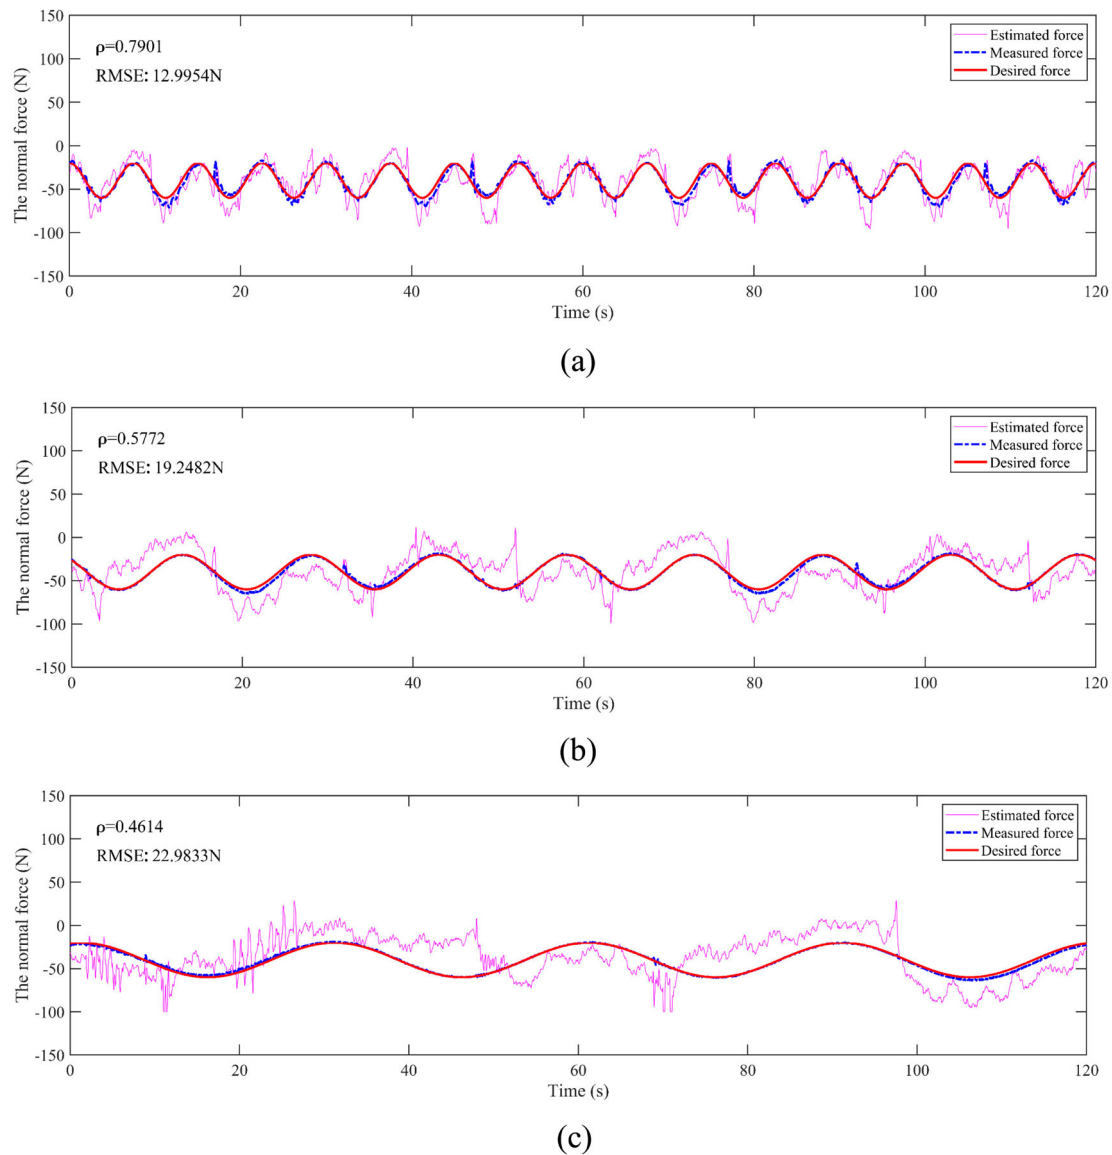 150
100
50
0
-50
-100
-150
The normal force (N)
ρ=0.7901
RMSE: 12.9954N
Estimated force
Measured force
Desired force
0 20 40 60 80 100 120
Time (s)
(a)
150
100
50
0
-50
-100
-150
The normal force (N)
ρ=0.5772
RMSE: 19.2482N
Estimated force
Measured force
Desired force
0 20 40 60 80 100 120
Time (s)
(b)
150
100
50
0
-50
-100
-150
The normal force (N)
ρ=0.4614
RMSE: 22.9833N
Estimated force
Measured force
Desired force
0 20 40 60 80 100 120
Time (s)
(c)